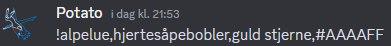 Potato i dag kl. 21:53
!alpelue,hjertesåpebobler,guld stjerne,#AAAAFF